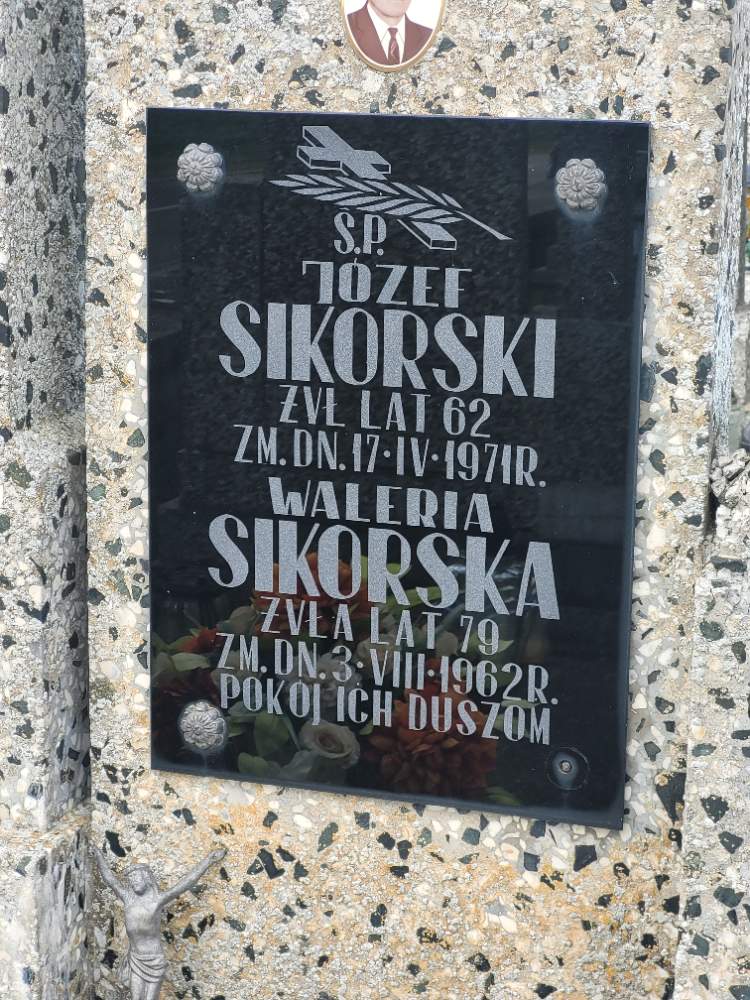 Ś.P.
JÓZEF
SIKORSKI
ŻYŁ LAT 62
ZM. DN. 17·IV·1971R.
WALERIA
SIKORSKA
ŻYŁA LAT 79
ZM. DN. 3·VIII·1962R.
POKÓJ ICH DUSZOM